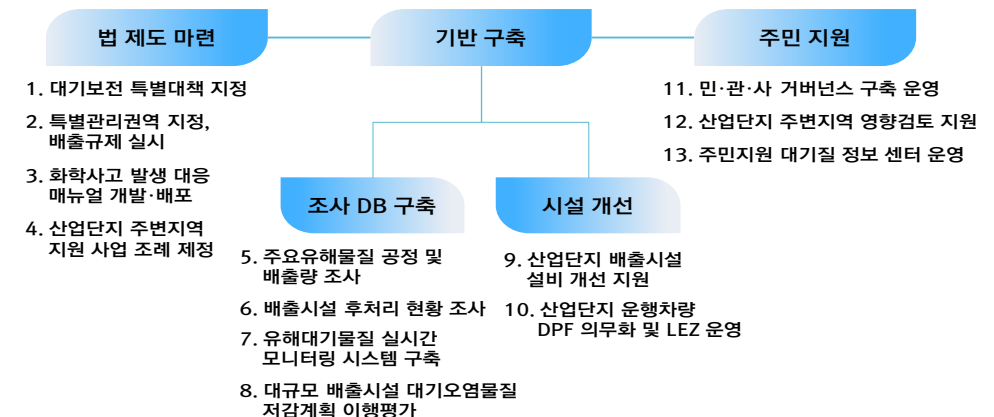 법 제도 마련
기반 구축
주민 지원
1. 대기보전 특별대책 지정
2. 특별관리권역 지정,
배출규제 실시
3. 화학사고 발생 대응
매뉴얼 개발·배포
4. 산업단지 주변지역
지원 사업 조례 제정
11. 민·관·사 거버넌스 구축 운영
12. 산업단지 주변지역 영향검토 지원
13. 주민지원 대기질 정보 센터 운영
조사 DB 구축
시설 개선
5. 주요유해물질 공정 및
배출량 조사
6. 배출시설 후처리 현황 조사
7. 유해대기물질 실시간
모니터링 시스템 구축
8. 대규모 배출시설 대기오염물질
저감계획 이행평가
9. 산업단지 배출시설
설비 개선 지원
10. 산업단지 운행차량
DPF 의무화 및 LEZ 운영